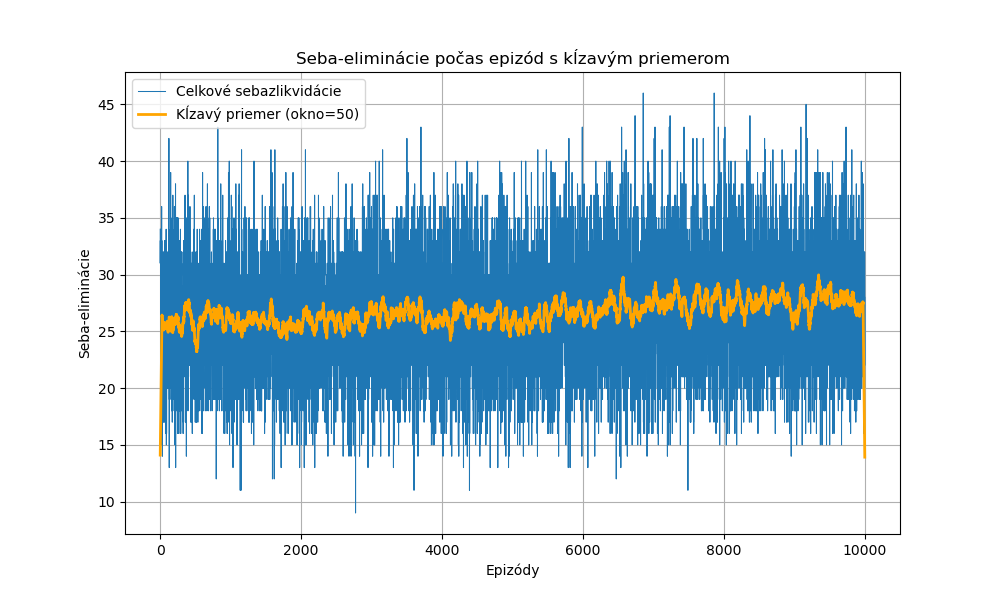 Seba-eliminácie počas epizód s kĺzavým priemerom
Celkové sebazlikvidácie
Kĺzavý priemer (okno=50)
Seba-eliminácie
45
40
35
30
25
20
15
10
0
2000
4000
6000
8000
10000
Epizódy